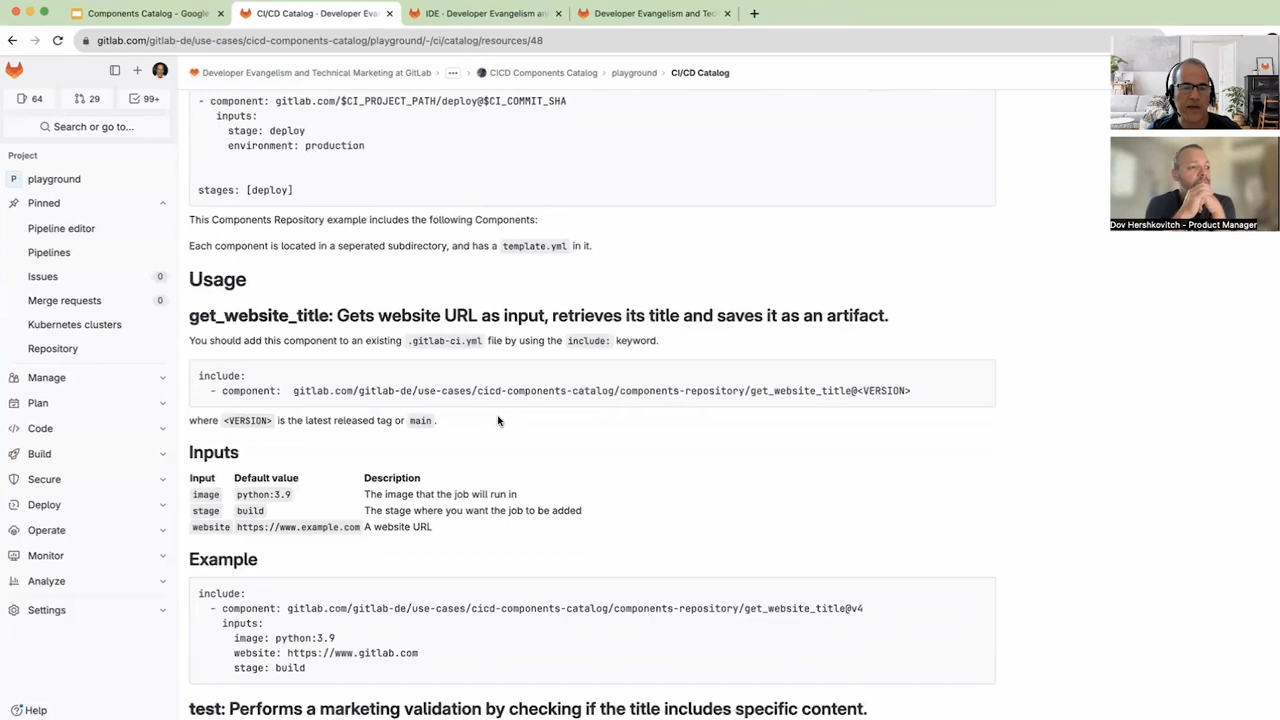 Components Catalog - Google
CI/CD Catalog · Developer Eva
IDE · Developer Evangelism an
Developer Evangelism and Tec
gitlab.com/gitlab-de/use-cases/cicd-components-catalog/playground/-/ci/catalog/resources/48
Developer Evangelism and Technical Marketing at GitLab > ... > CICD Components Catalog > playground > CI/CD Catalog
64
29
99+
Search or go to...
Project
P playground
Pinned
Pipeline editor
Pipelines
Issues 0
Merge requests 0
Kubernetes clusters
Repository
Manage
Plan
Code
Build
Secure
Deploy
Operate
Monitor
Analyze
Settings
Help
- component: gitlab.com/$CI_PROJECT_PATH/deploy@$CI_COMMIT_SHA
inputs:
stage: deploy
environment: production
stages: [deploy]
This Components Repository example includes the following Components:
Each component is located in a seperated subdirectory, and has a template.yml in it.
Usage
get_website_title: Gets website URL as input, retrieves its title and saves it as an artifact.
You should add this component to an existing .gitlab-ci.yml file by using the include: keyword.
include:
- component: gitlab.com/gitlab-de/use-cases/cicd-components-catalog/components-repository/get_website_title@<VERSION>
where <VERSION> is the latest released tag or main.
Inputs
Input Default value Description
image python:3.9 The image that the job will run in
stage build The stage where you want the job to be added
website https://www.example.com A website URL
Example
include:
- component: gitlab.com/gitlab-de/use-cases/cicd-components-catalog/components-repository/get_website_title@v4
inputs:
image: python:3.9
website: https://www.gitlab.com
stage: build
test: Performs a marketing validation by checking if the title includes specific content.
Dov Hershkovitch - Product Manager